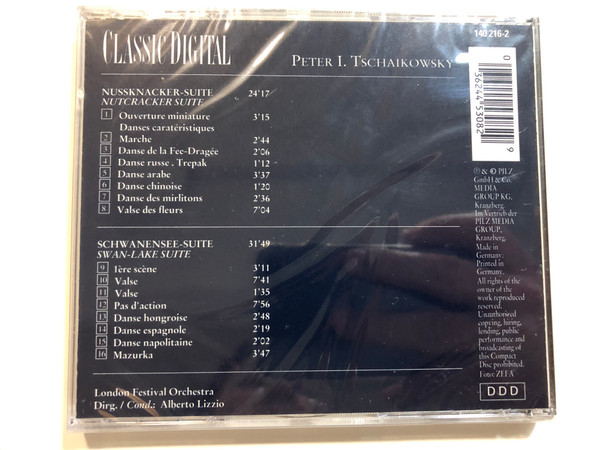 CLASSIC DIGITAL
PETER I. TSCHAIKOWSKY
140 216-2
0 36244 53082 9
NUSSKNACKER-SUITE 24'17
NUTCRACKER SUITE
1 Ouverture miniature 3'15
Danses caratéristiques
2 Marche 2'44
3 Danse de la Fee-Dragée 2'06
4 Danse russe . Trepak 1'12
5 Danse arabe 3'37
6 Danse chinoise 1'20
7 Danse des mirlitons 2'36
8 Valse des fleurs 7'04
SCHWANENSEE-SUITE 31'49
SWAN-LAKE SUITE
9 1ère scène 3'11
10 Valse 7'41
11 Valse 1'35
12 Pas d'action 7'56
13 Danse hongroise 2'48
14 Danse espagnole 2'19
15 Danse napolitaine 2'02
16 Mazurka 3'47
London Festival Orchestra
Dirg. / Cond.: Alberto Lizzio
℗ & © PILZ
GmbH & Co.
MEDIA
GROUP KG,
Kranzberg.
Im Vertrieb der
PILZ MEDIA
GROUP,
Kranzberg.
Made in
Germany.
Printed in
Germany.
All rights of the
owner of the
work reproduced
reserved.
Unauthorised
copying, hiring,
lending, public
performance and
broadcasting of
this Compact
Disc prohibited.
Foto: ZEFA
DDD